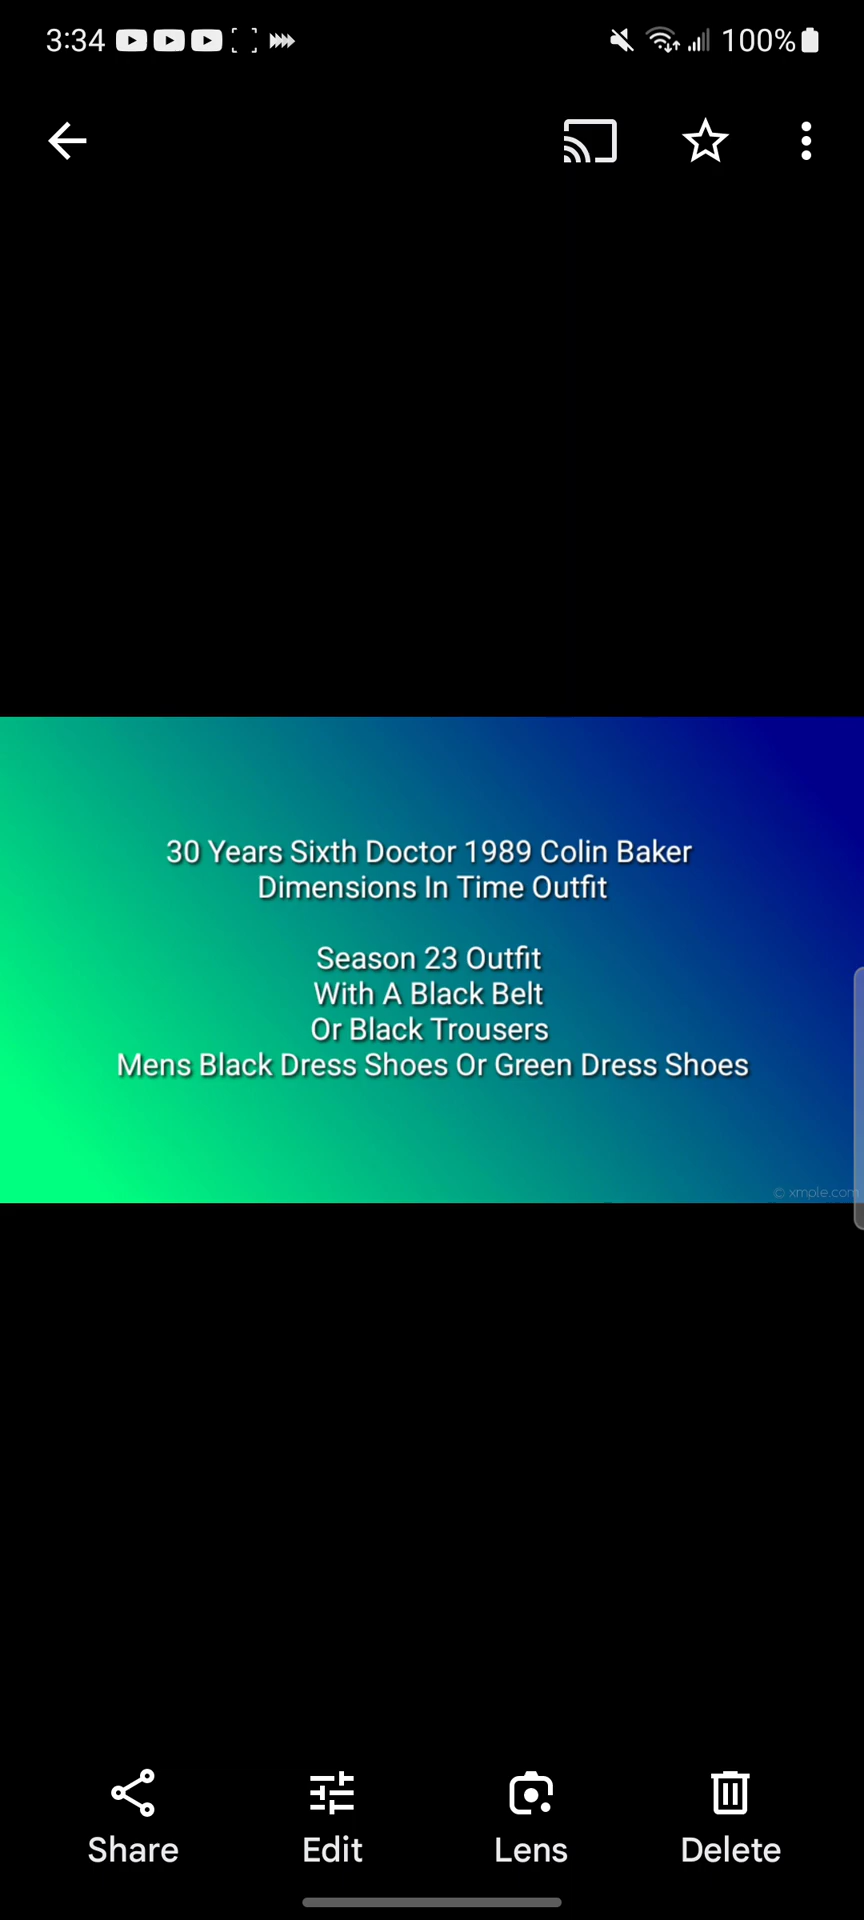 3:34
100%
30 Years Sixth Doctor 1989 Colin Baker
Dimensions In Time Outfit
Season 23 Outfit
With A Black Belt
Or Black Trousers
Mens Black Dress Shoes Or Green Dress Shoes
© xmple.com
Share Edit Lens Delete